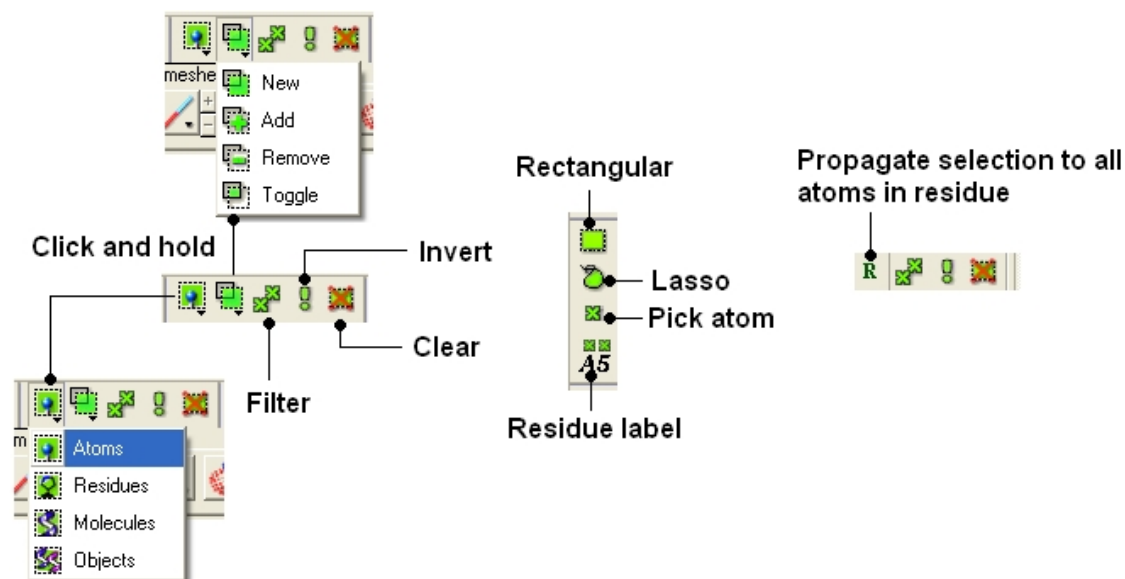 meshe
New
Add
Remove
Toggle
Click and hold
Invert
Clear
Filter
m
Atoms
Residues
Molecules
Objects
Rectangular
Lasso
Pick atom
A5
Residue label
Propagate selection to all
atoms in residue
R